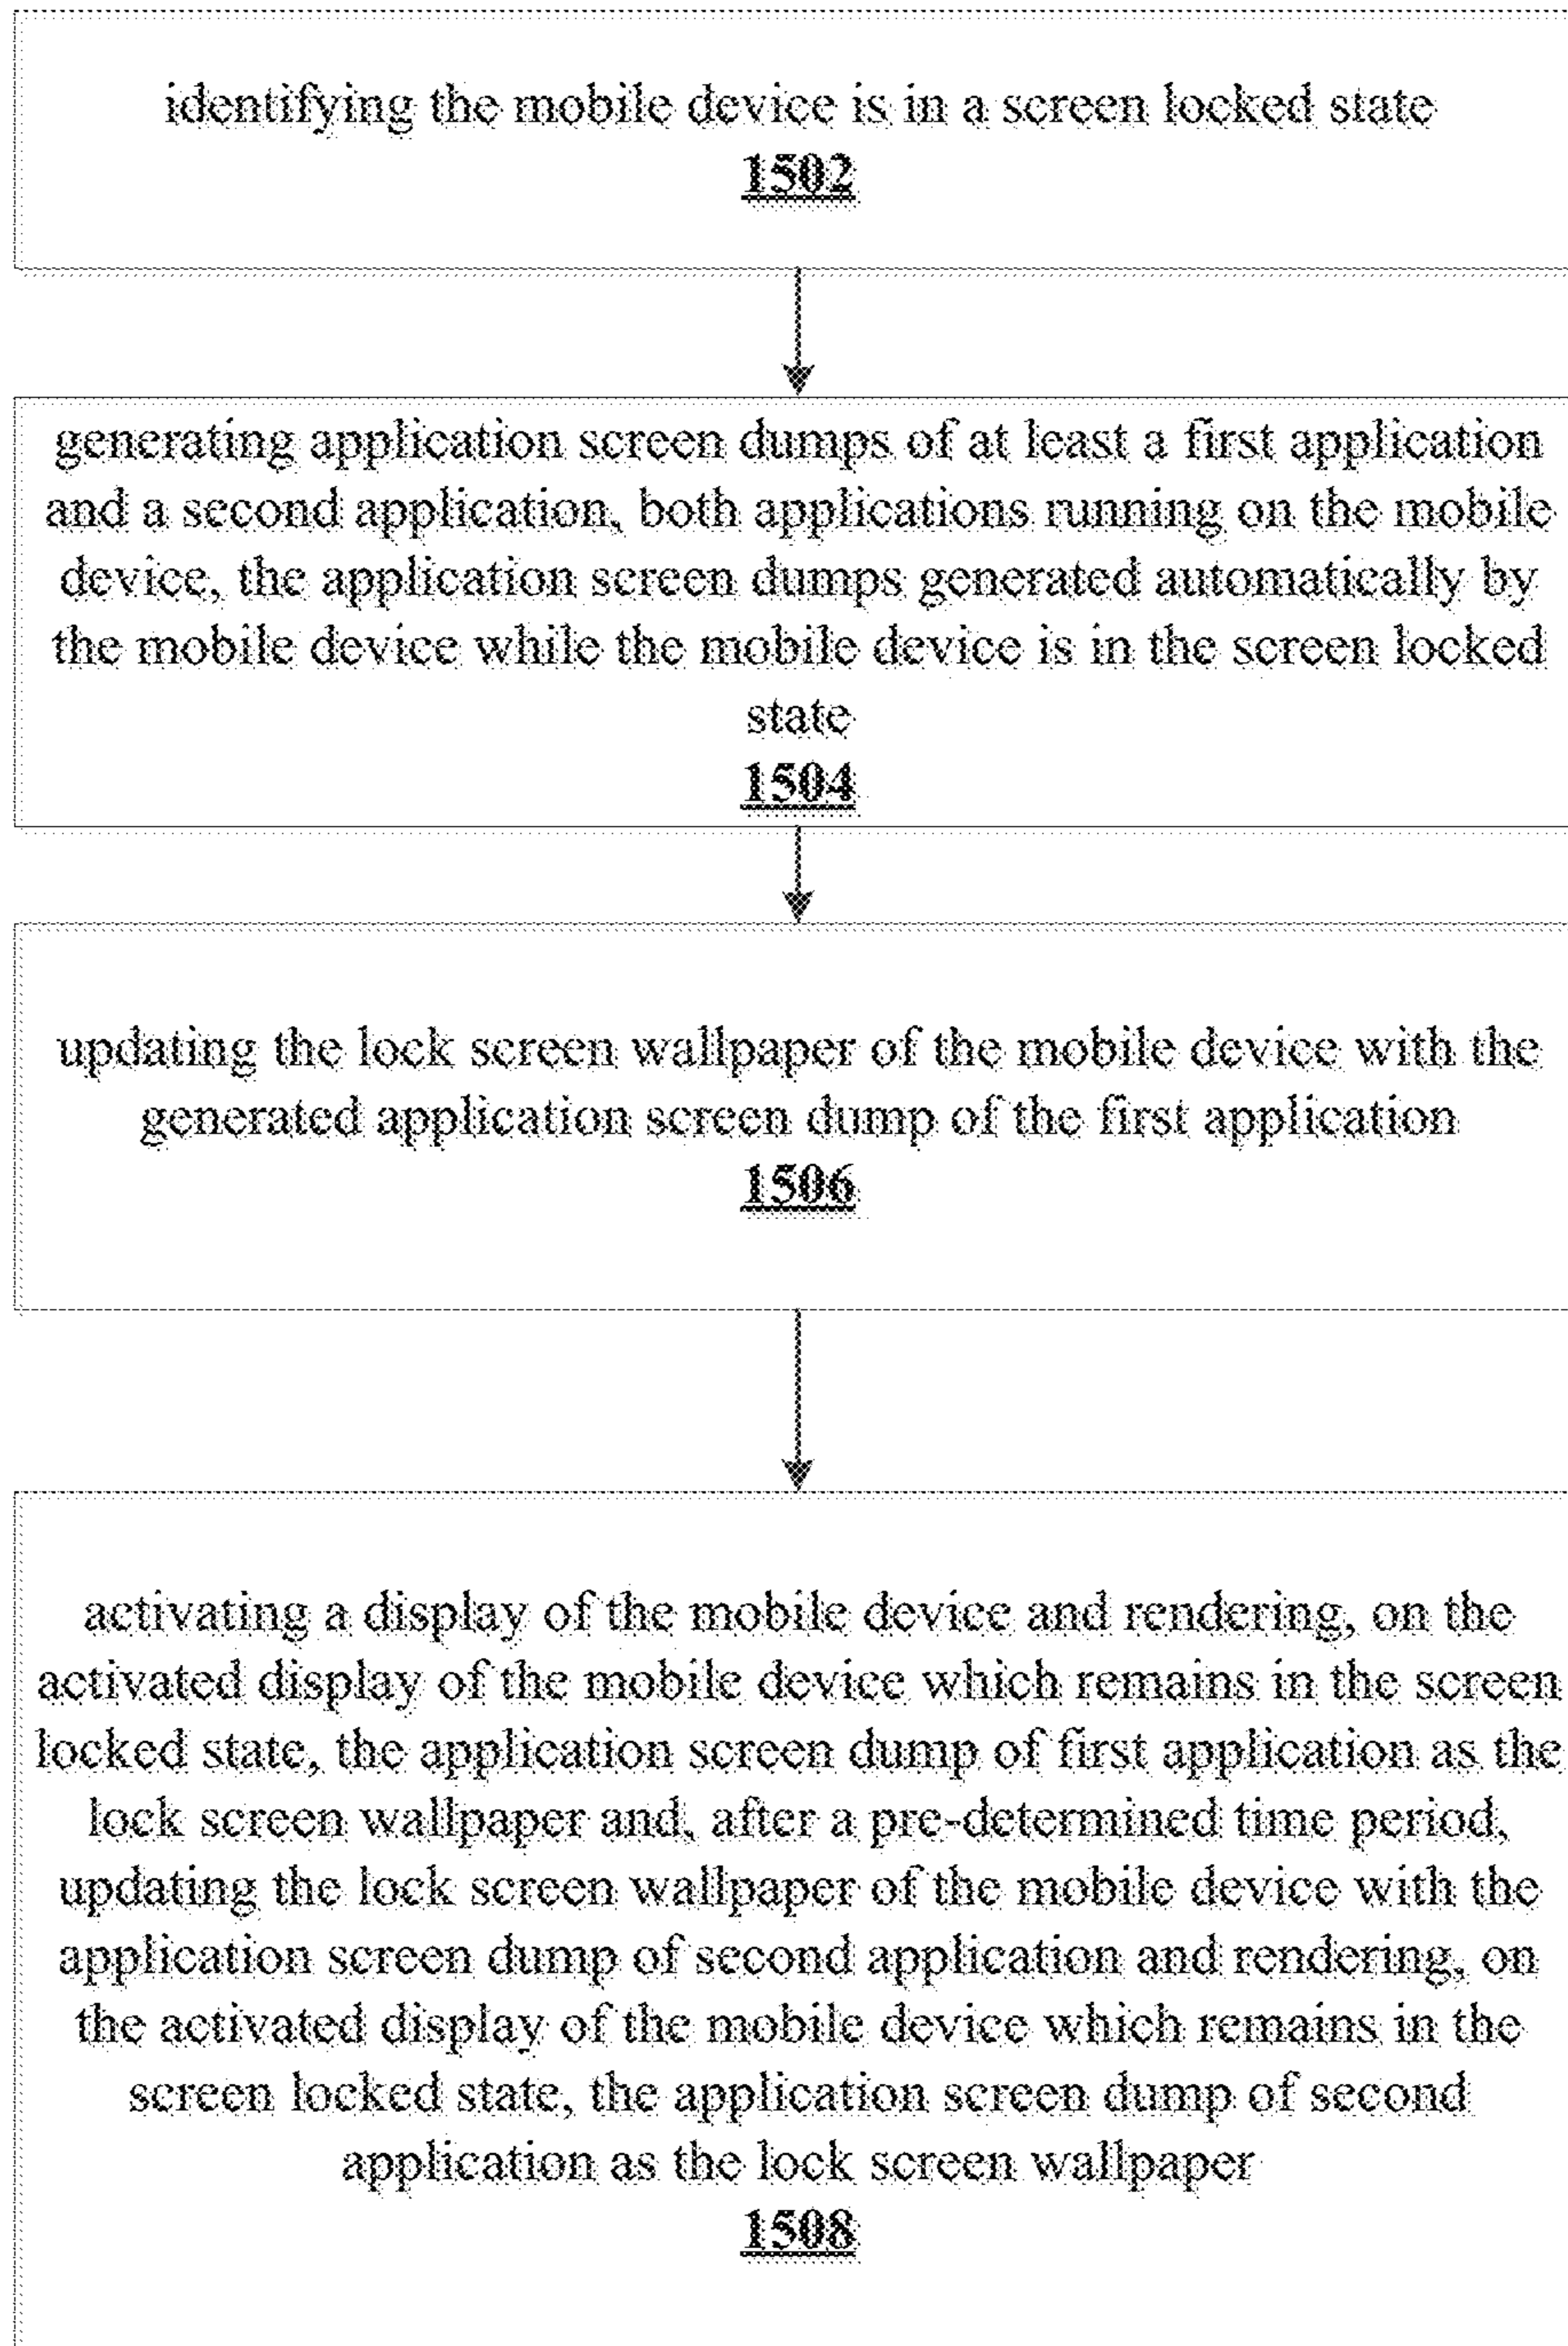 identifying the mobile device is in a screen locked state
1502
generating application screen dumps of at least a first application
and a second application, both applications running on the mobile
device, the application screen dumps generated automatically by
the mobile device while the mobile device is in the screen locked
state
1504
updating the lock screen wallpaper of the mobile device with the
generated application screen dump of the first application
1506
activating a display of the mobile device and rendering, on the
activated display of the mobile device which remains in the screen
locked state, the application screen dump of first application as the
lock screen wallpaper and, after a pre-determined time period,
updating the lock screen wallpaper of the mobile device with the
application screen dump of second application and rendering, on
the activated display of the mobile device which remains in the
screen locked state, the application screen dump of second
application as the lock screen wallpaper
1508